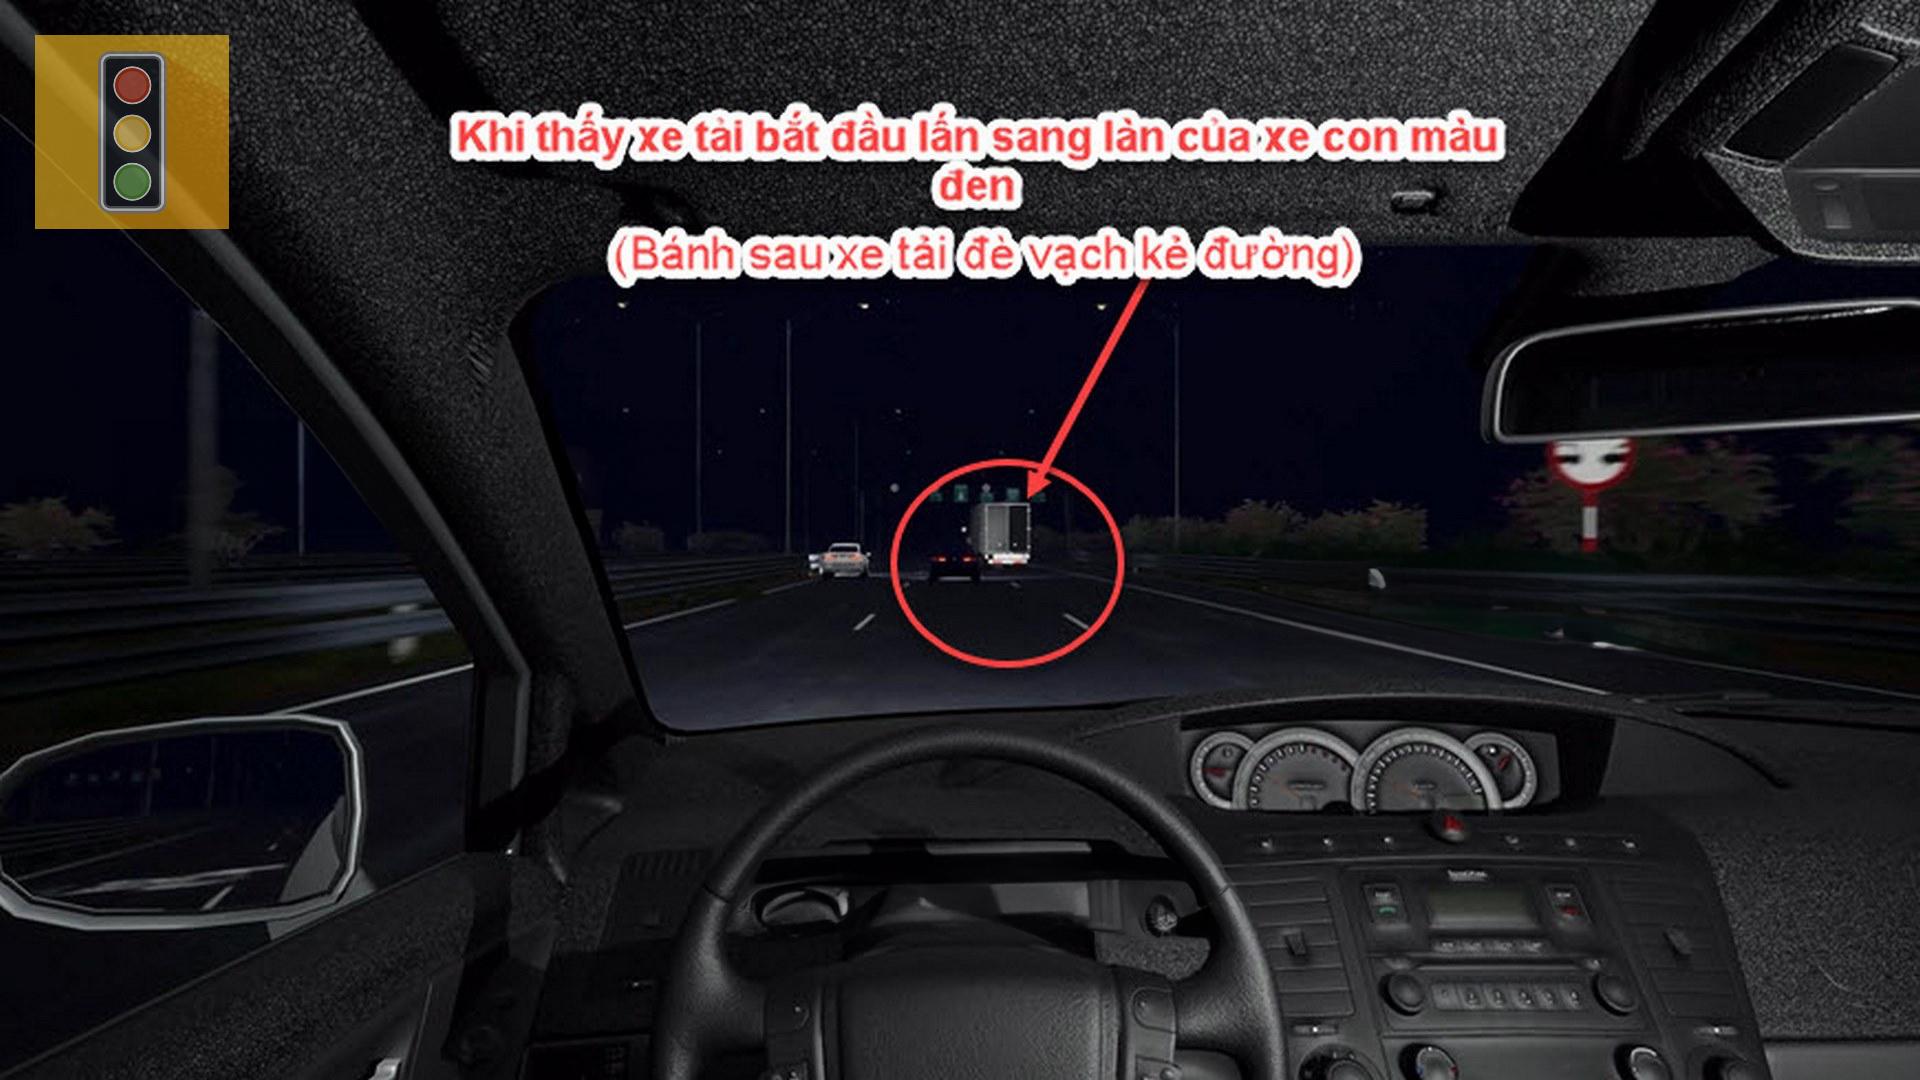 Khi thấy xe tải bắt đầu lấn sang làn của xe con màu
đen
(Bánh sau xe tải đè vạch kẻ đường)